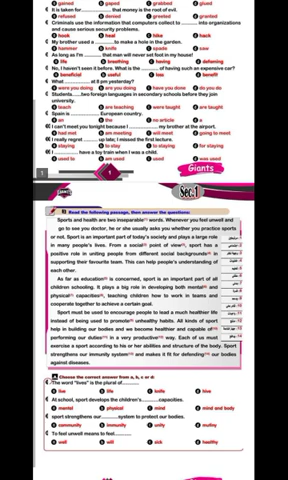 gained gaped grabbed glued
It is taken for that money is the root of evil.
refused denied greeted granted
Criminals use the information that computers collect to into organizations
and cause serious security problems.
hook heal hike hack
My brother used a to make a hole in the garden.
hammer knife spade saw
As long as I'm that man will never set foot in my house!
life breathing having defending
No, I haven't seen it before. What is the of having such an expensive car?
beneficial useful less benefit
What at 8 pm yesterday?
were you doing are you doing have you done do you do
Students two foreign languages in secondary schools before they join
university.
teach are teaching were taught are taught
Spain is European country.
an the no article a
I can't meet you tonight because I my brother at the airport.
had met am meeting will meet going to meet
I really regret up late; I missed the first lecture.
staying to stay to staying for staying
I have a toy train when I was a child.
used to am used used was used
Sec.1
Read the following passage, then answer the questions:
Sports and health are two inseparable words. Whenever you feel unwell and
go to see you doctor, he or she usually asks you whether you practice sports
or not. Sport is an important part of today's society and plays a large role
in many people's lives. From a social point of view, sport has a
positive role in uniting people from different social backgrounds in
supporting their favourite team. This can help people's understanding of
each other.
As far as education is concerned, sport is an important part of all
children schooling. It plays a big role in developing both mental and
physical capacities, teaching children how to work in teams and
cooperate together to achieve a certain goal.
Sport must be used to encourage people to lead a much healthier life
instead of being used to promote unhealthy habits. All kinds of sport
help in building our bodies and we become healthier and capable of
performing our duties in a very productive way. Each of us must
exercise a sport according to his or her abilities and structure of the body. Sport
strengthens our immune system and makes it fit for defending our bodies
against diseases.
Choose the correct answer from a, b, c or d:
The word "lives" is the plural of
live life knife hive
At school, sport develops the children's capacities.
mental physical mind mind and body
sport strengthens our system to protect our bodies.
community immunity unity mutiny
To feel unwell means to feel
well will sick healthy